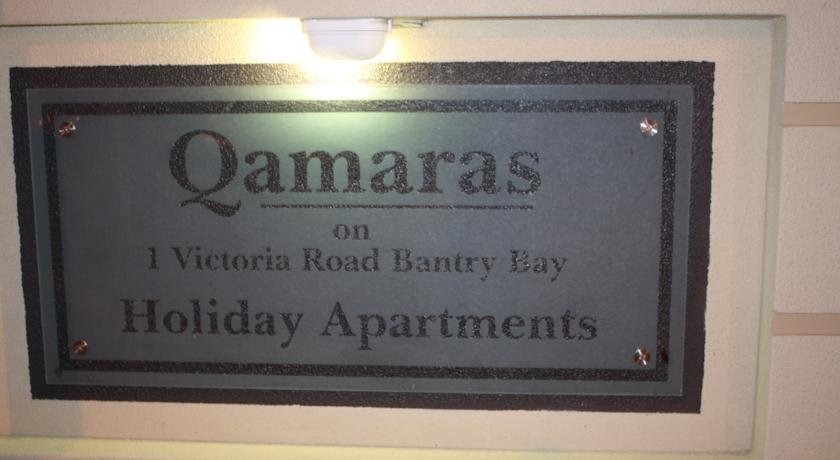 Qamaras
on
1 Victoria Road Bantry Bay
Holiday Apartments